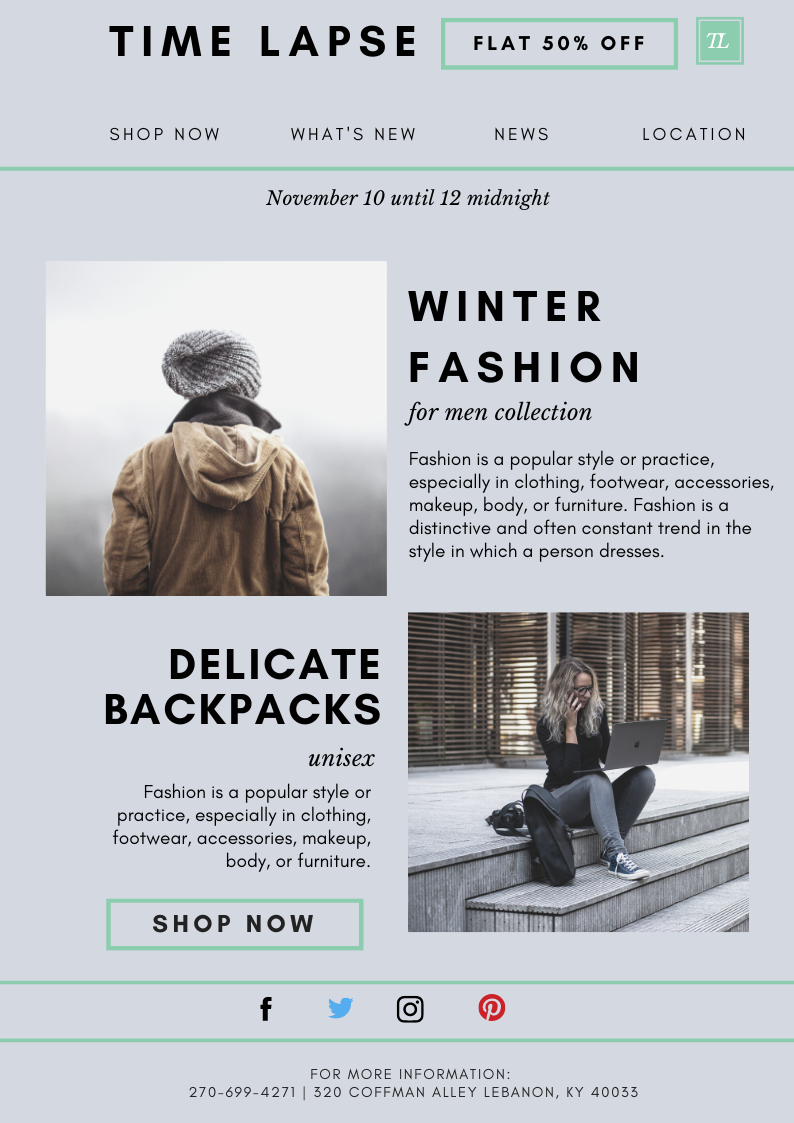 TIME LAPSE
FLAT 50% OFF
TL
SHOP NOW
WHAT'S NEW
NEWS
LOCATION
November 10 until 12 midnight
WINTER
FASHION
for men collection
Fashion is a popular style or practice,
especially in clothing, footwear, accessories,
makeup, body, or furniture. Fashion is a
distinctive and often constant trend in the
style in which a person dresses.
DELICATE
BACKPACKS
unisex
Fashion is a popular style or
practice, especially in clothing,
footwear, accessories, makeup,
body, or furniture.
SHOP NOW
FOR MORE INFORMATION:
270-699-4271 | 320 COFFMAN ALLEY LEBANON, KY 40033